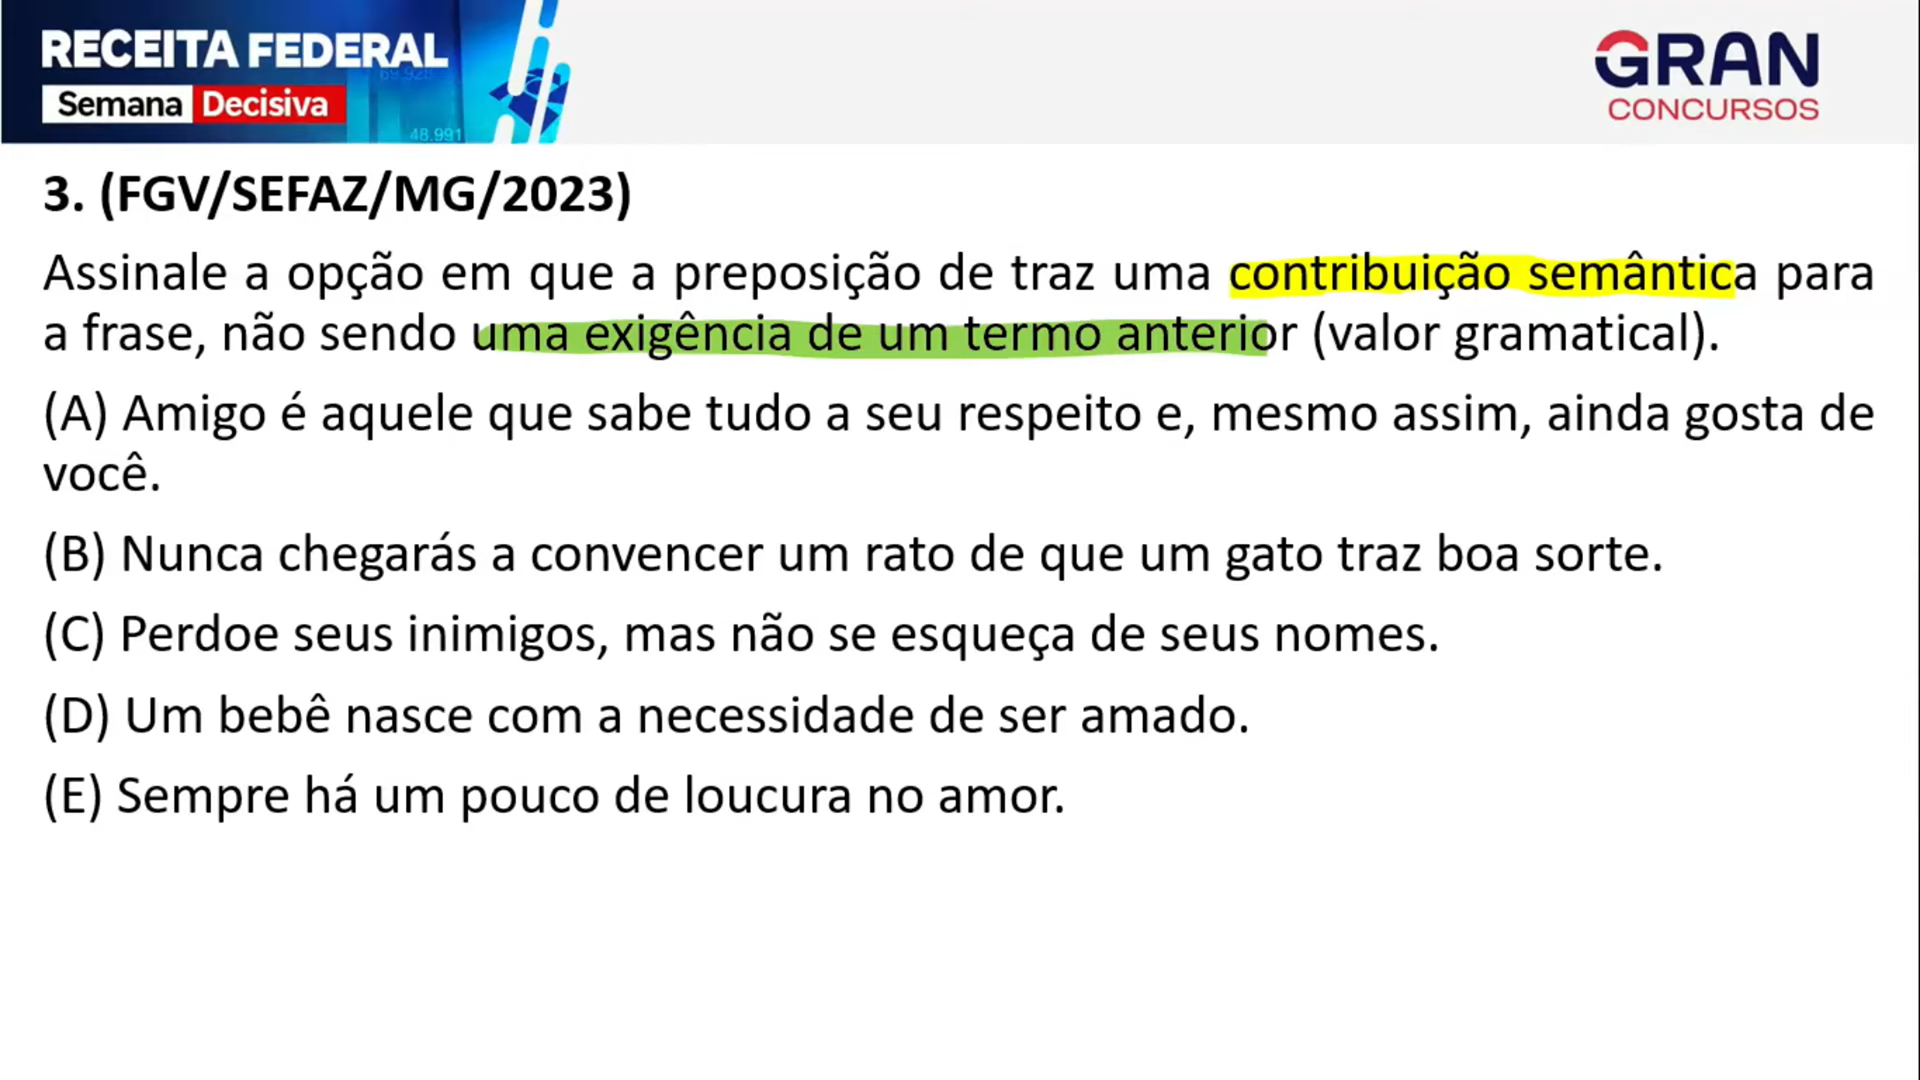 RECEITA FEDERAL
Semana Decisiva
69.928
48.991
GRAN
CONCURSOS
3. (FGV/SEFAZ/MG/2023)
Assinale a opção em que a preposição de traz uma contribuição semântica para
a frase, não sendo uma exigência de um termo anterior (valor gramatical).
(A) Amigo é aquele que sabe tudo a seu respeito e, mesmo assim, ainda gosta de
você.
(B) Nunca chegarás a convencer um rato de que um gato traz boa sorte.
(C) Perdoe seus inimigos, mas não se esqueça de seus nomes.
(D) Um bebê nasce com a necessidade de ser amado.
(E) Sempre há um pouco de loucura no amor.